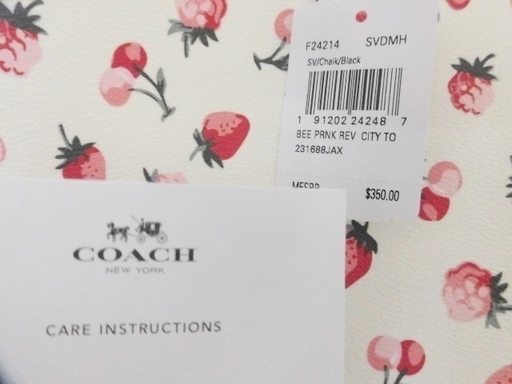 F24214 SVDMH
SV/Chalk/Black
1 91202 24248 7
BEE PRNK REV CITY TO
231688JAX
MFSRP $350.00
COACH
NEW YORK
CARE INSTRUCTIONS